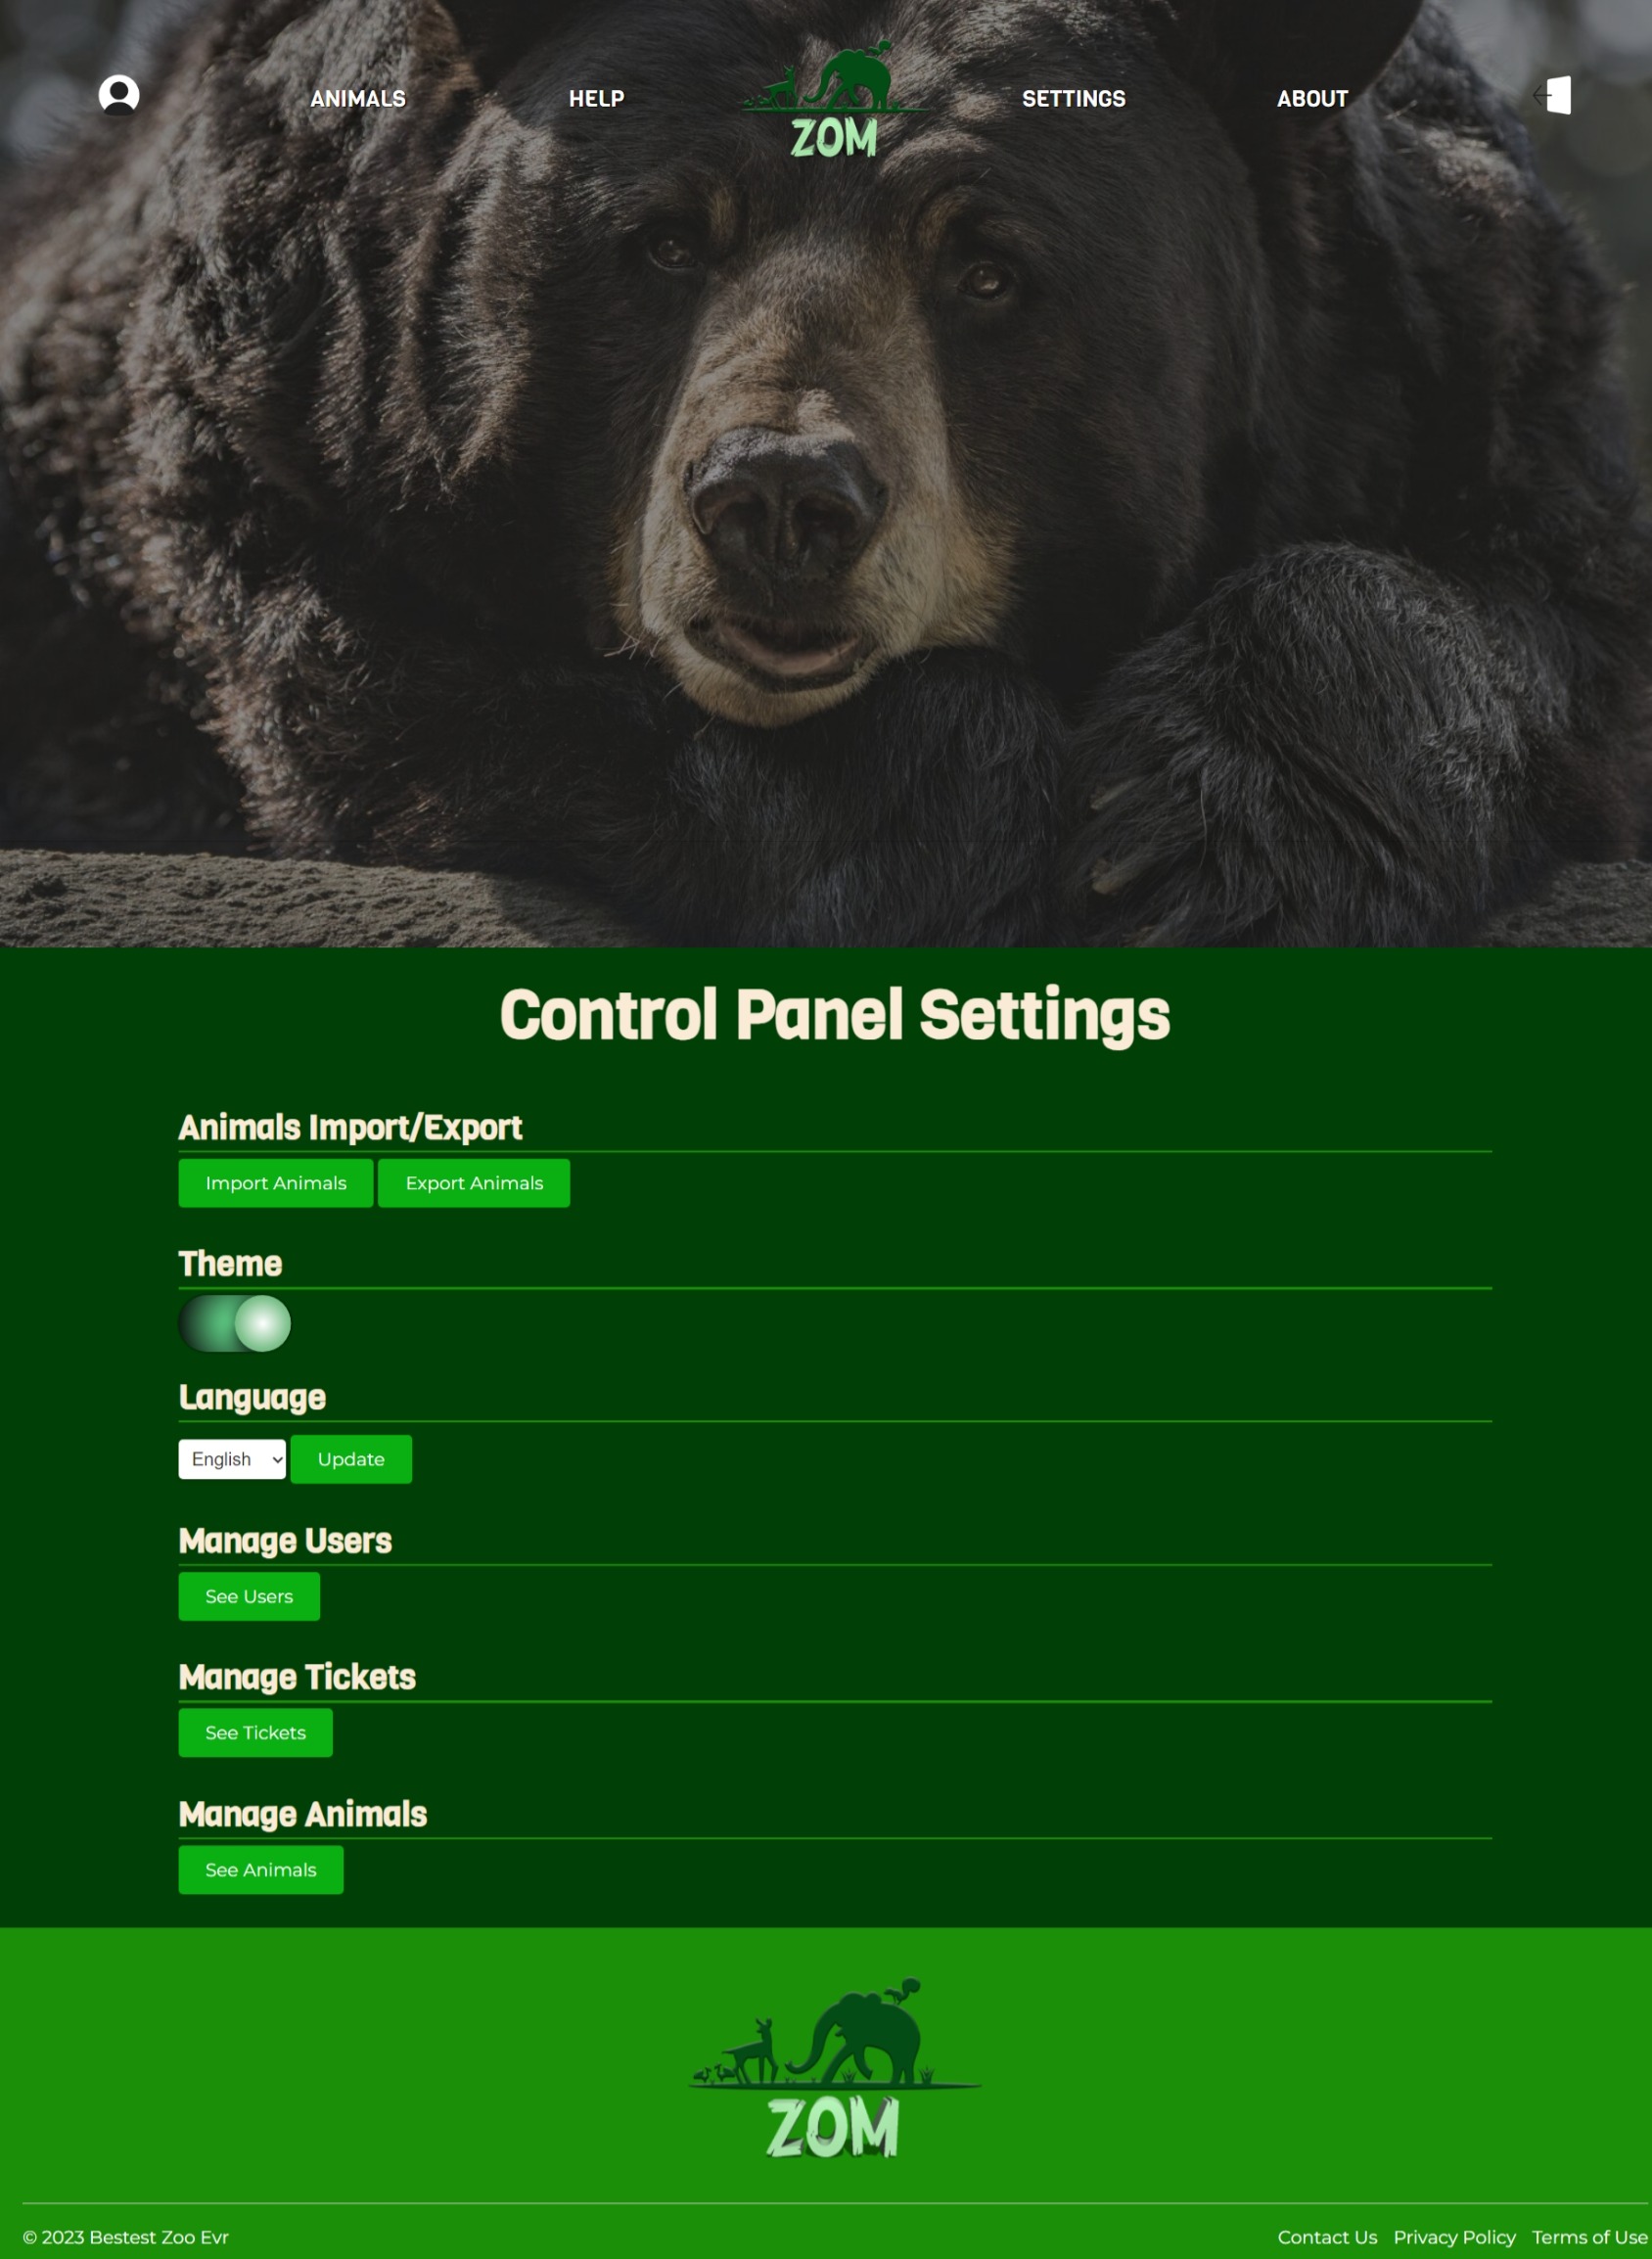 ANIMALS HELP ZOM SETTINGS ABOUT
Control Panel Settings
Animals Import/Export
Import Animals Export Animals
Theme
Language
English Update
Manage Users
See Users
Manage Tickets
See Tickets
Manage Animals
See Animals
ZOM
© 2023 Bestest Zoo Evr Contact Us Privacy Policy Terms of Use